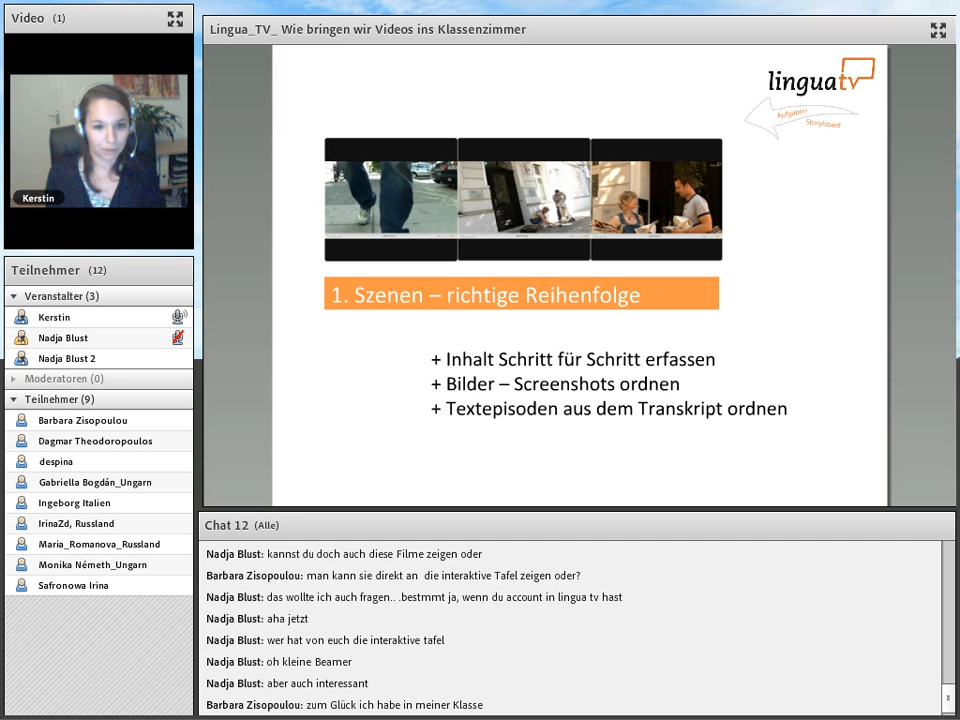 Video (1)
Kerstin
Teilnehmer (12)
Veranstalter (3)
Kerstin
Nadja Blust
Nadja Blust 2
Moderatoren (0)
Teilnehmer (9)
Barbara Zisopoulou
Dagmar Theodoropoulos
despina
Gabriella Bogdán_Ungarn
Ingeborg Italien
IrinaZd, Russland
Maria_Romanova_Russland
Monika Németh_Ungarn
Safronowa Irina
Lingua_TV_ Wie bringen wir Videos ins Klassenzimmer
linguatv
Aufgaben
Storyboard
1. Szenen – richtige Reihenfolge
+ Inhalt Schritt für Schritt erfassen
+ Bilder – Screenshots ordnen
+ Textepisoden aus dem Transkript ordnen
Chat 12 (Alle)
Nadja Blust: kannst du doch auch diese Filme zeigen oder
Barbara Zisopoulou: man kann sie direkt an die interaktive Tafel zeigen oder?
Nadja Blust: das wollte ich auch fragen.. .bestmmt ja, wenn du account in lingua tv hast
Nadja Blust: aha jetzt
Nadja Blust: wer hat von euch die interaktive tafel
Nadja Blust: oh kleine Beamer
Nadja Blust: aber auch interessant
Barbara Zisopoulou: zum Glück ich habe in meiner Klasse